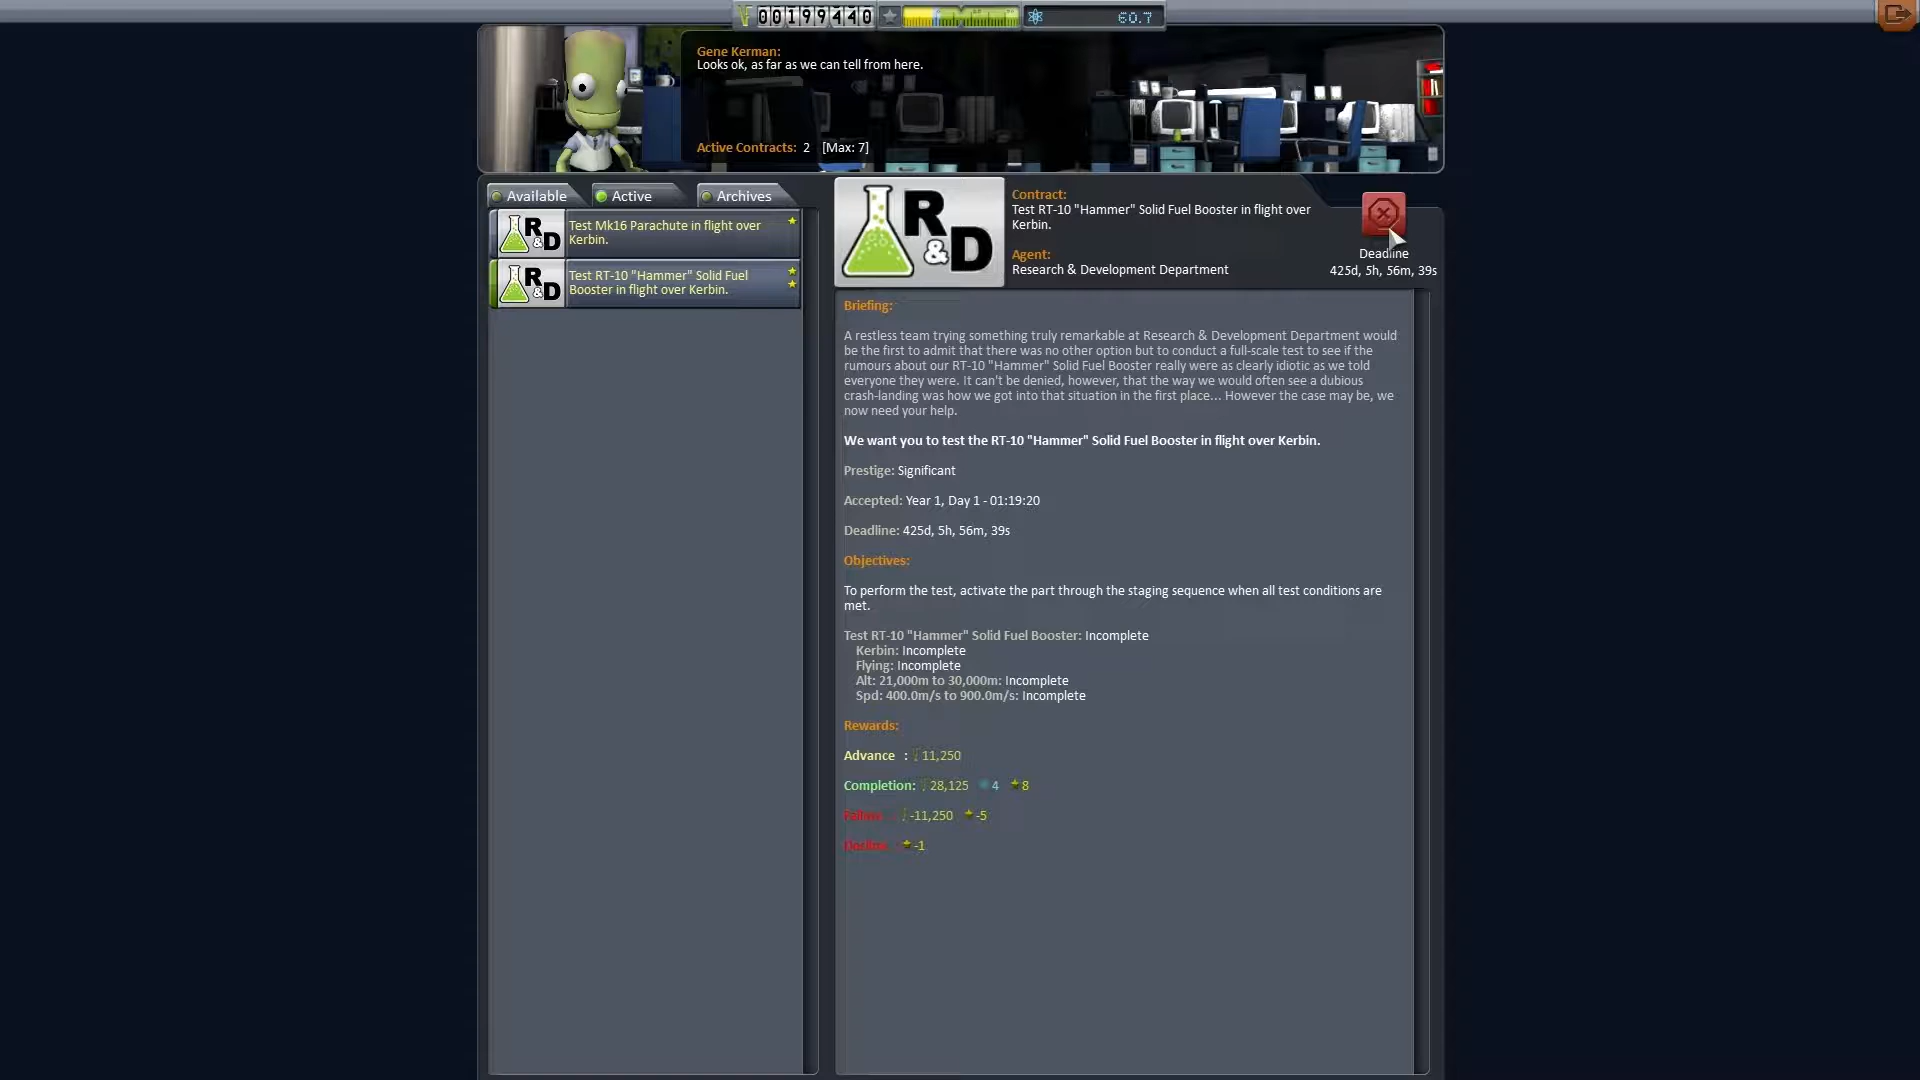 00199440
60.7
Gene Kerman:
Looks ok, as far as we can tell from here.
Active Contracts: 2 [Max: 7]
Available
Active
Archives
R&D
Test Mk16 Parachute in flight over
Kerbin.
R&D
Test RT-10 "Hammer" Solid Fuel
Booster in flight over Kerbin.
R&D
Contract:
Test RT-10 "Hammer" Solid Fuel Booster in flight over
Kerbin.
Agent:
Research & Development Department
Deadline
425d, 5h, 56m, 39s
Briefing:
A restless team trying something truly remarkable at Research & Development Department would
be the first to admit that there was no other option but to conduct a full-scale test to see if the
rumours about our RT-10 "Hammer" Solid Fuel Booster really were as clearly idiotic as we told
everyone they were. It can't be denied, however, that the way we would often see a dubious
crash-landing was how we got into that situation in the first place... However the case may be, we
now need your help.
We want you to test the RT-10 "Hammer" Solid Fuel Booster in flight over Kerbin.
Prestige: Significant
Accepted: Year 1, Day 1 - 01:19:20
Deadline: 425d, 5h, 56m, 39s
Objectives:
To perform the test, activate the part through the staging sequence when all test conditions are
met.
Test RT-10 "Hammer" Solid Fuel Booster: Incomplete
Kerbin: Incomplete
Flying: Incomplete
Alt: 21,000m to 30,000m: Incomplete
Spd: 400.0m/s to 900.0m/s: Incomplete
Rewards:
Advance : 11,250
Completion: 28,125 4 8
Failure: -11,250 -5
Decline: -1